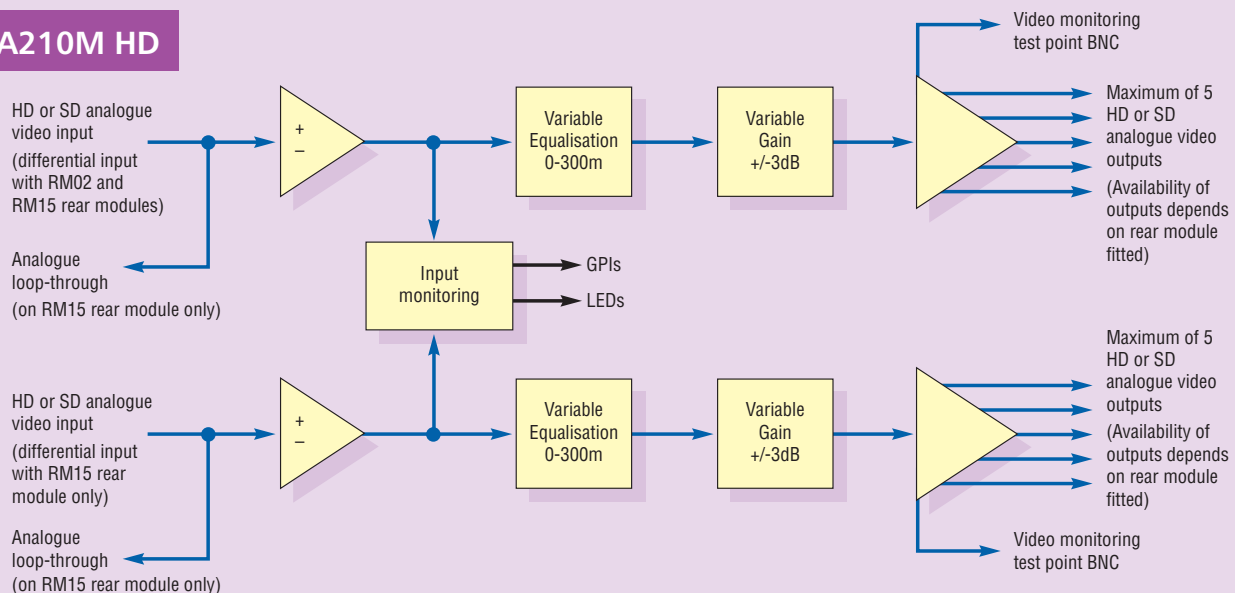 A210M HD
HD or SD analogue
video input
(differential input
with RM02 and
RM15 rear modules)
Analogue
loop-through
(on RM15 rear module only)
+
–
Variable
Equalisation
0-300m
Variable
Gain
+/-3dB
Video monitoring
test point BNC
Maximum of 5
HD or SD
analogue video
outputs
(Availability of
outputs depends
on rear module
fitted)
Input
monitoring
GPIs
LEDs
HD or SD analogue
video input
(differential input
with RM15 rear
module only)
Analogue
loop-through
(on RM15 rear module only)
+
–
Variable
Equalisation
0-300m
Variable
Gain
+/-3dB
Maximum of 5
HD or SD
analogue video
outputs
(Availability of
outputs depends
on rear module
fitted)
Video monitoring
test point BNC